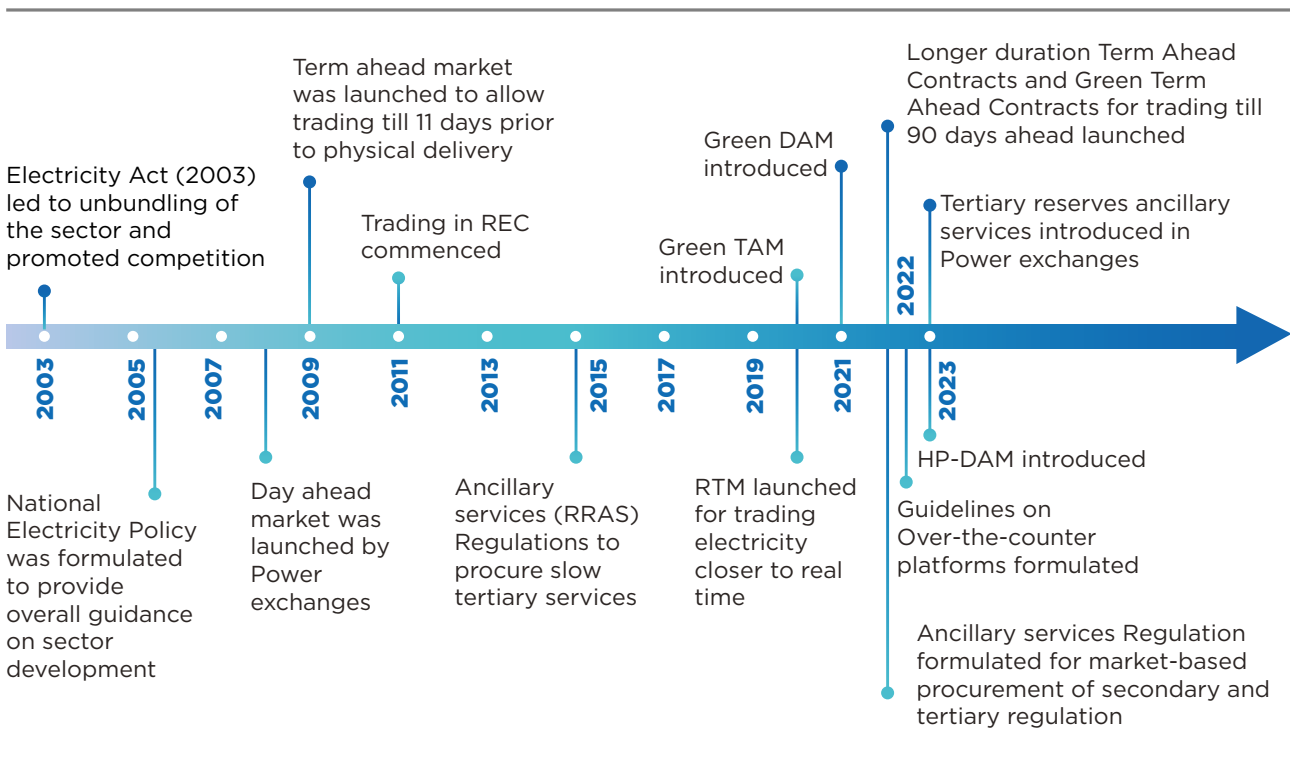 Electricity Act (2003)
led to unbundling of
the sector and
promoted competition
Term ahead market
was launched to allow
trading till 11 days prior
to physical delivery
Trading in REC
commenced
Green TAM
introduced
Green DAM
introduced
Longer duration Term Ahead
Contracts and Green Term
Ahead Contracts for trading till
90 days ahead launched
Tertiary reserves ancillary
services introduced in
Power exchanges
2003
2005
2007
2009
2011
2013
2015
2017
2019
2021
2022
2023
National
Electricity Policy
was formulated
to provide
overall guidance
on sector
development
Day ahead
market was
launched by
Power
exchanges
Ancillary
services (RRAS)
Regulations to
procure slow
tertiary services
RTM launched
for trading
electricity
closer to real
time
HP-DAM introduced
Guidelines on
Over-the-counter
platforms formulated
Ancillary services Regulation
formulated for market-based
procurement of secondary and
tertiary regulation